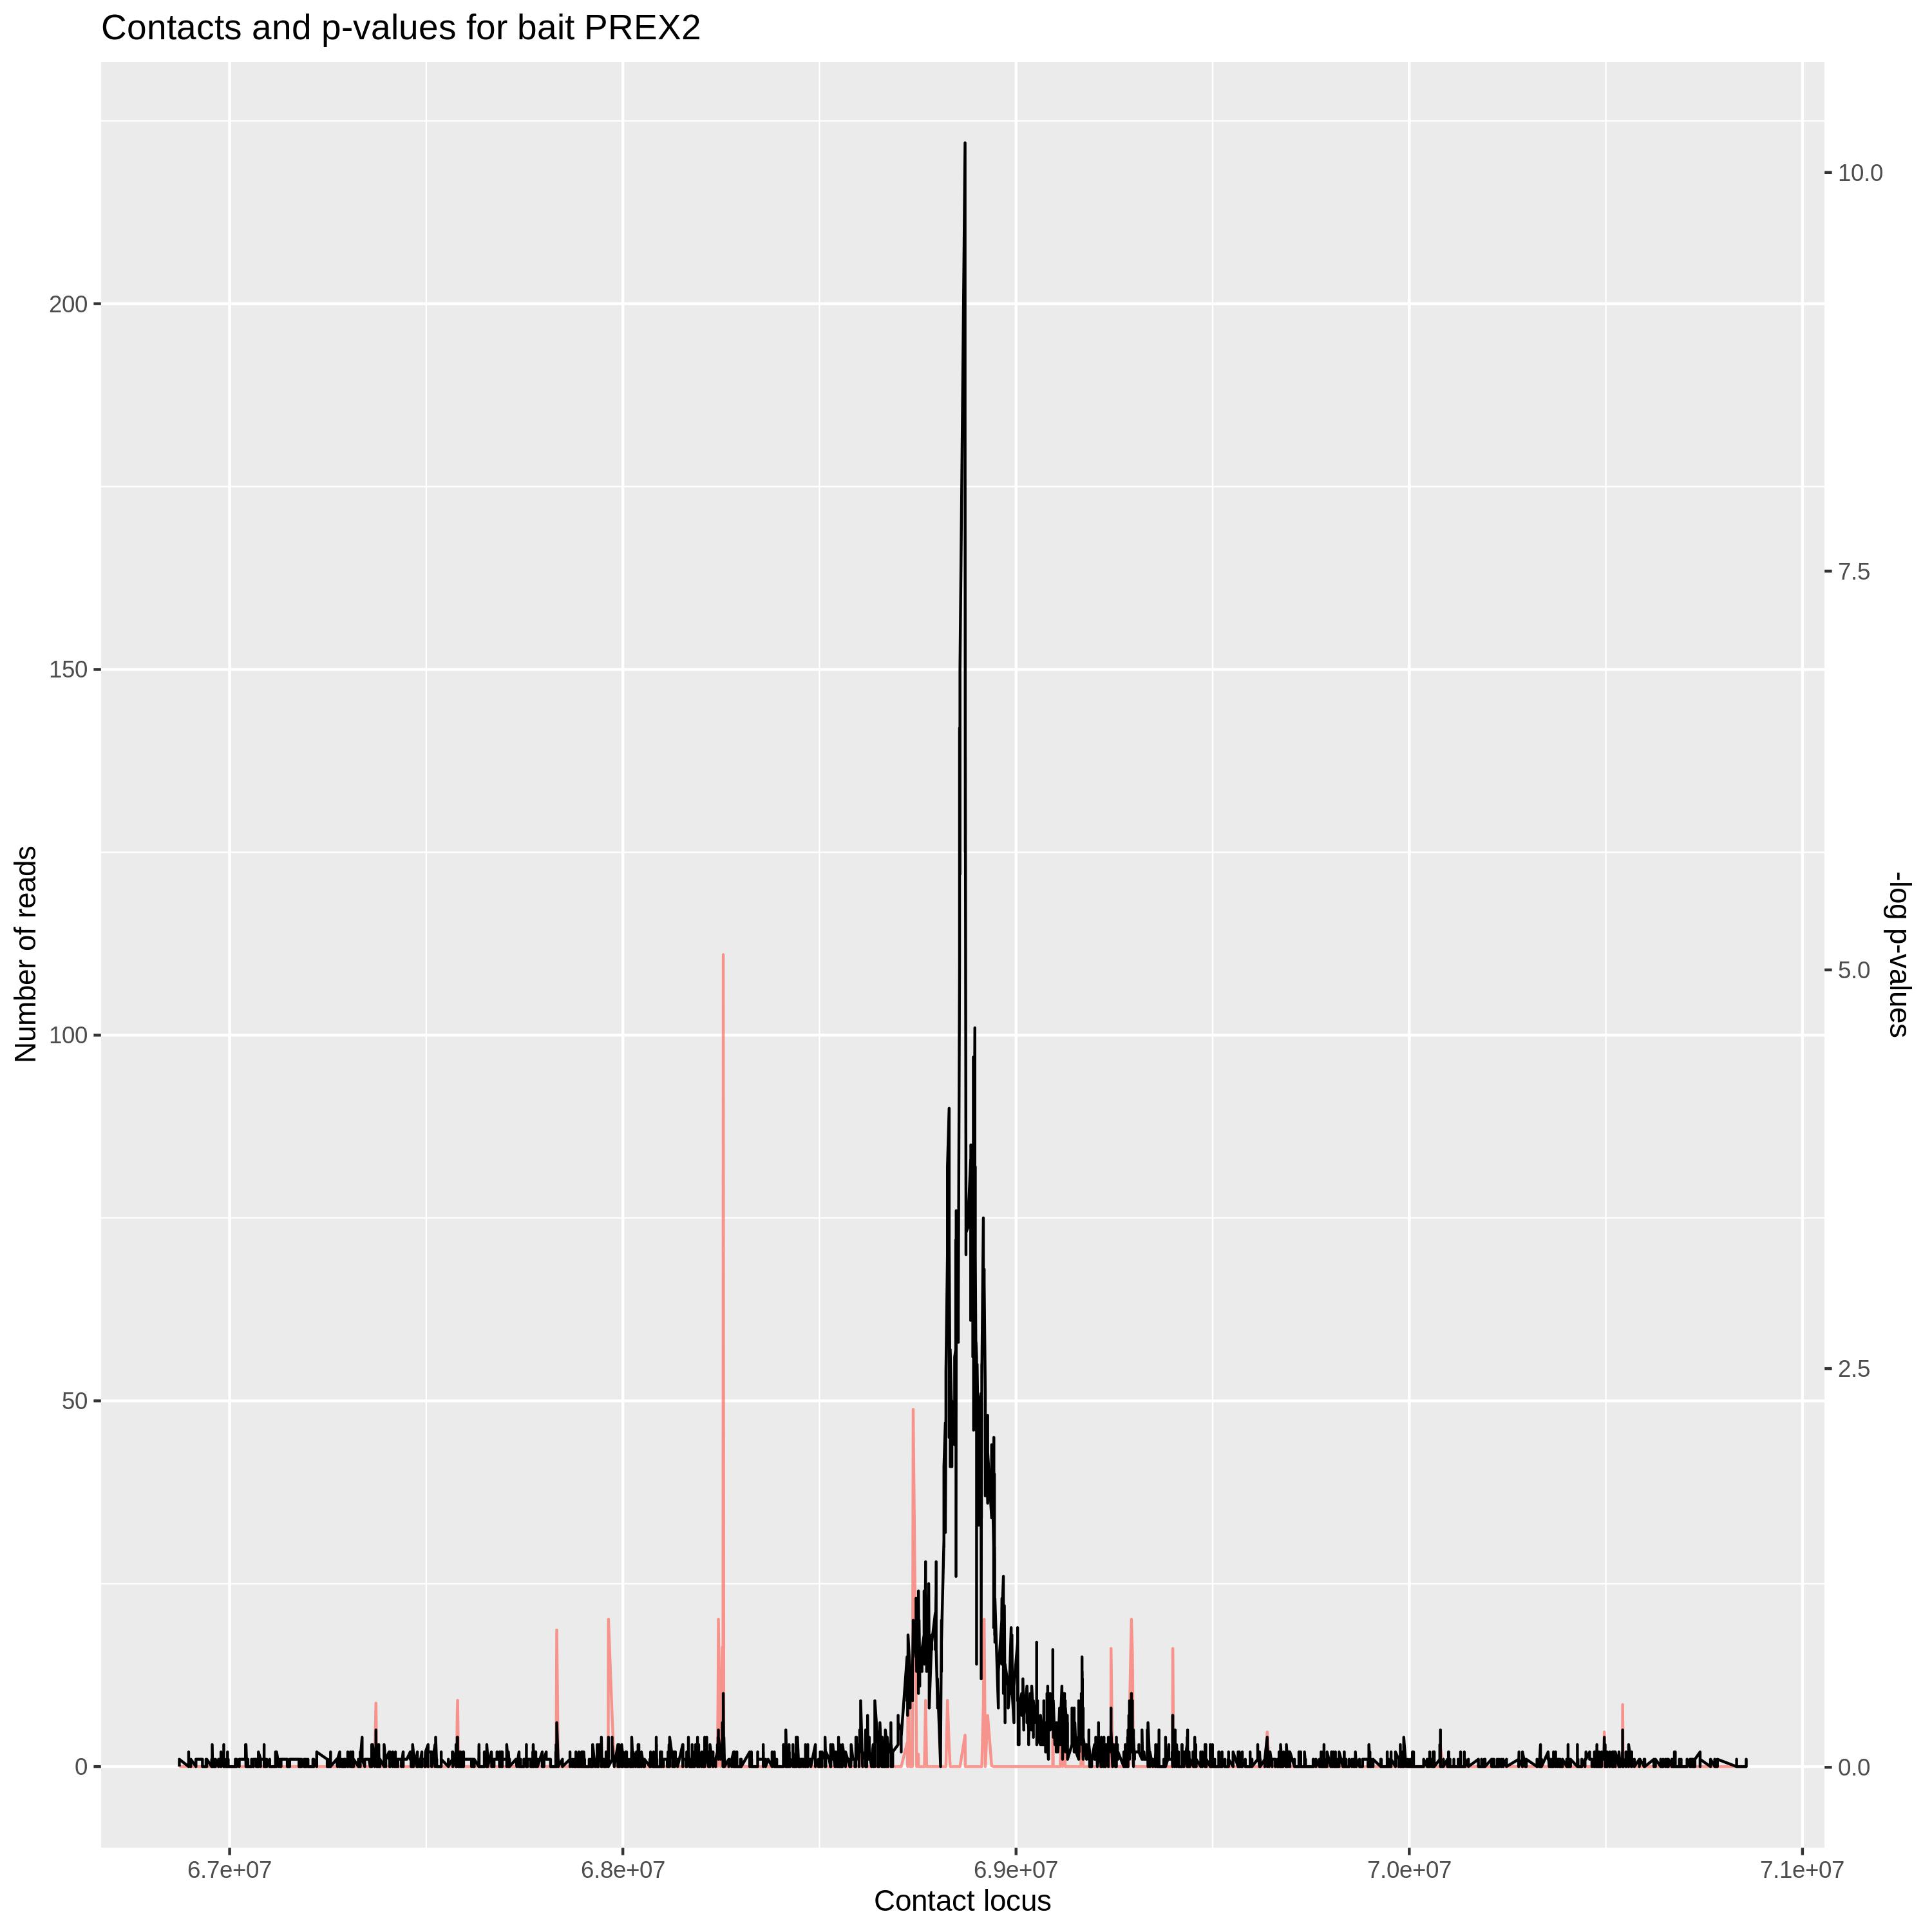 Contacts and p-values for bait PREX2
Number of reads
200
150
100
50
0
10.0
7.5
5.0
2.5
0.0
-log p-values
6.7e+07
6.8e+07
6.9e+07
7.0e+07
7.1e+07
Contact locus